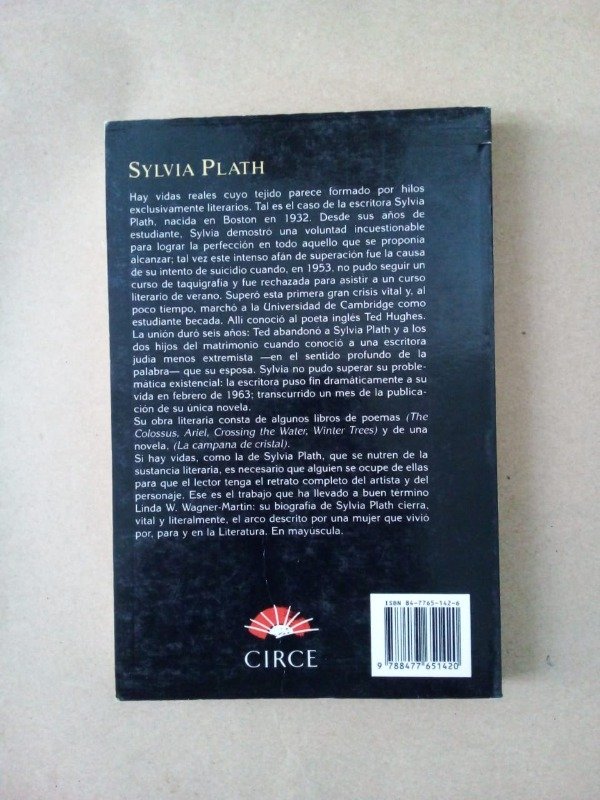 SYLVIA PLATH
Hay vidas reales cuyo tejido parece formado por hilos
exclusivamente literarios. Tal es el caso de la escritora Sylvia
Plath, nacida en Boston en 1932. Desde sus años de
estudiante, Sylvia demostró una voluntad incuestionable
para lograr la perfección en todo aquello que se proponía
alcanzar; tal vez este intenso afán de superación fue la causa
de su intento de suicidio cuando, en 1953, no pudo seguir un
curso de taquigrafía y fue rechazada para asistir a un curso
literario de verano. Superó esta primera gran crisis vital y, al
poco tiempo, marchó a la Universidad de Cambridge como
estudiante becada. Allí conoció al poeta inglés Ted Hughes.
La unión duró seis años: Ted abandonó a Sylvia Plath y a los
dos hijos del matrimonio cuando conoció a una escritora
judía menos extremista —en el sentido profundo de la
palabra— que su esposa. Sylvia no pudo superar su proble-
mática existencial: la escritora puso fin dramáticamente a su
vida en febrero de 1963; transcurrido un mes de la publica-
ción de su única novela.
Su obra literaria consta de algunos libros de poemas (The
Colossus, Ariel, Crossing the Water, Winter Trees) y de una
novela, (La campana de cristal).
Si hay vidas, como la de Sylvia Plath, que se nutren de la
sustancia literaria, es necesario que alguien se ocupe de ellas
para que el lector tenga el retrato completo del artista y del
personaje. Ese es el trabajo que ha llevado a buen término
Linda W. Wagner-Martin: su biografía de Sylvia Plath cierra,
vital y literalmente, el arco descrito por una mujer que vivió
por, para y en la Literatura. En mayúscula.
ISBN 84-7765-142-6
9 788477 651420
CIRCE